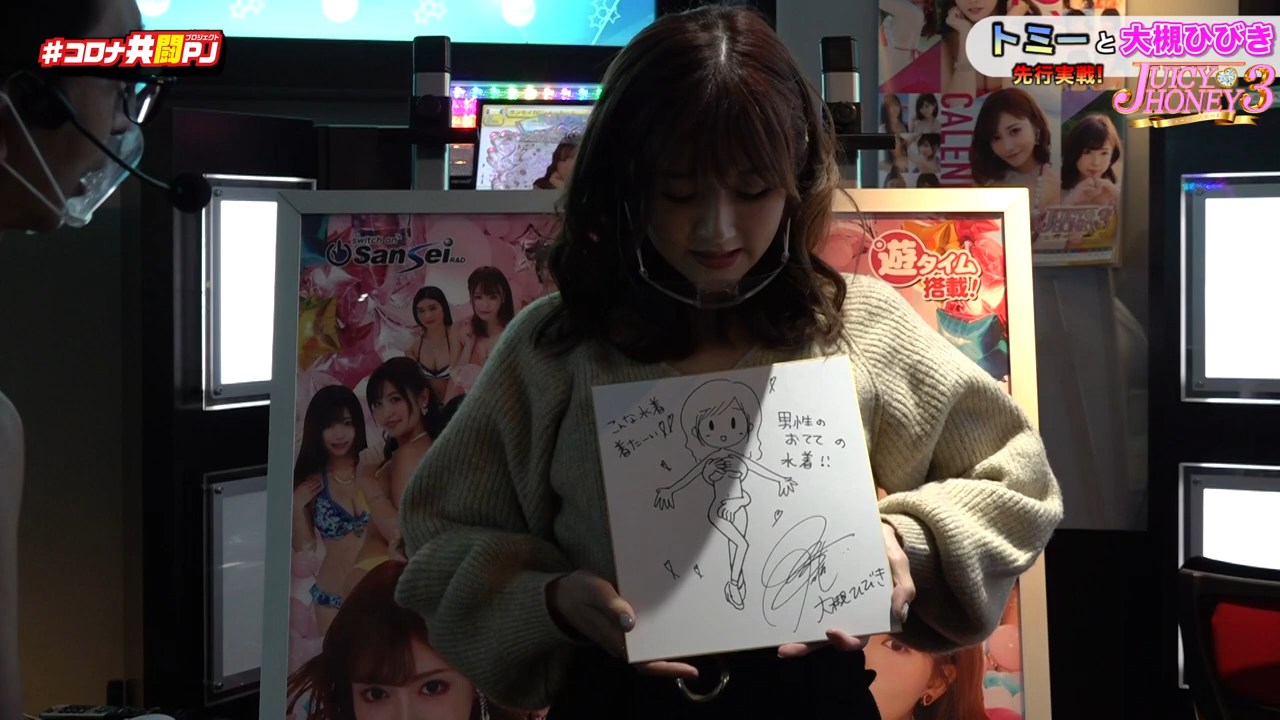 #コロナ共闘PJ
プロジェクト
トミーと大槻ひびき
先行実戦!
JUICY HONEY 3
CALEN
switch on
SanSei R&D
遊タイム
搭載!
こんな水着
着たーい
男性の
おてての
水着!!
大槻ひびき